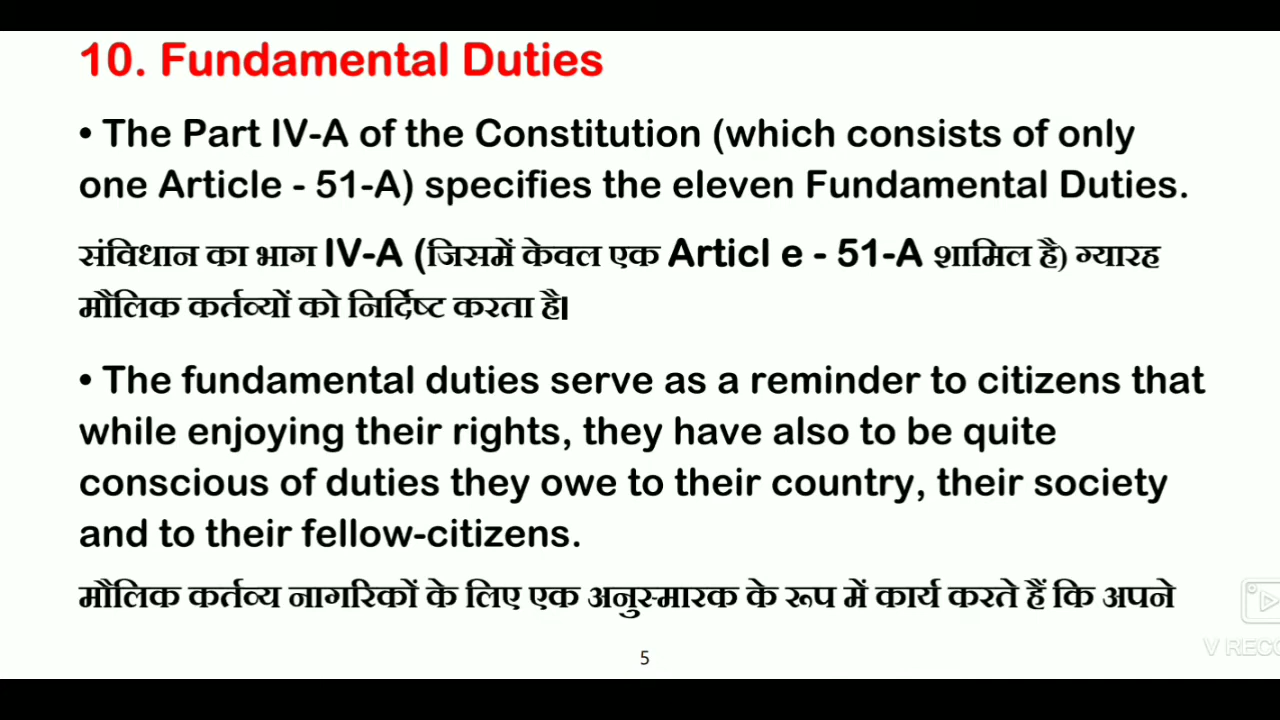 10. Fundamental Duties
• The Part IV-A of the Constitution (which consists of only
one Article - 51-A) specifies the eleven Fundamental Duties.
संविधान का भाग IV-A (जिसमें केवल एक Articl e - 51-A शामिल है) ग्यारह
मौलिक कर्तव्यों को निर्दिष्ट करता है।
• The fundamental duties serve as a reminder to citizens that
while enjoying their rights, they have also to be quite
conscious of duties they owe to their country, their society
and to their fellow-citizens.
मौलिक कर्तव्य नागरिकों के लिए एक अनुस्मारक के रूप में कार्य करते हैं कि अपने
V RECO
5